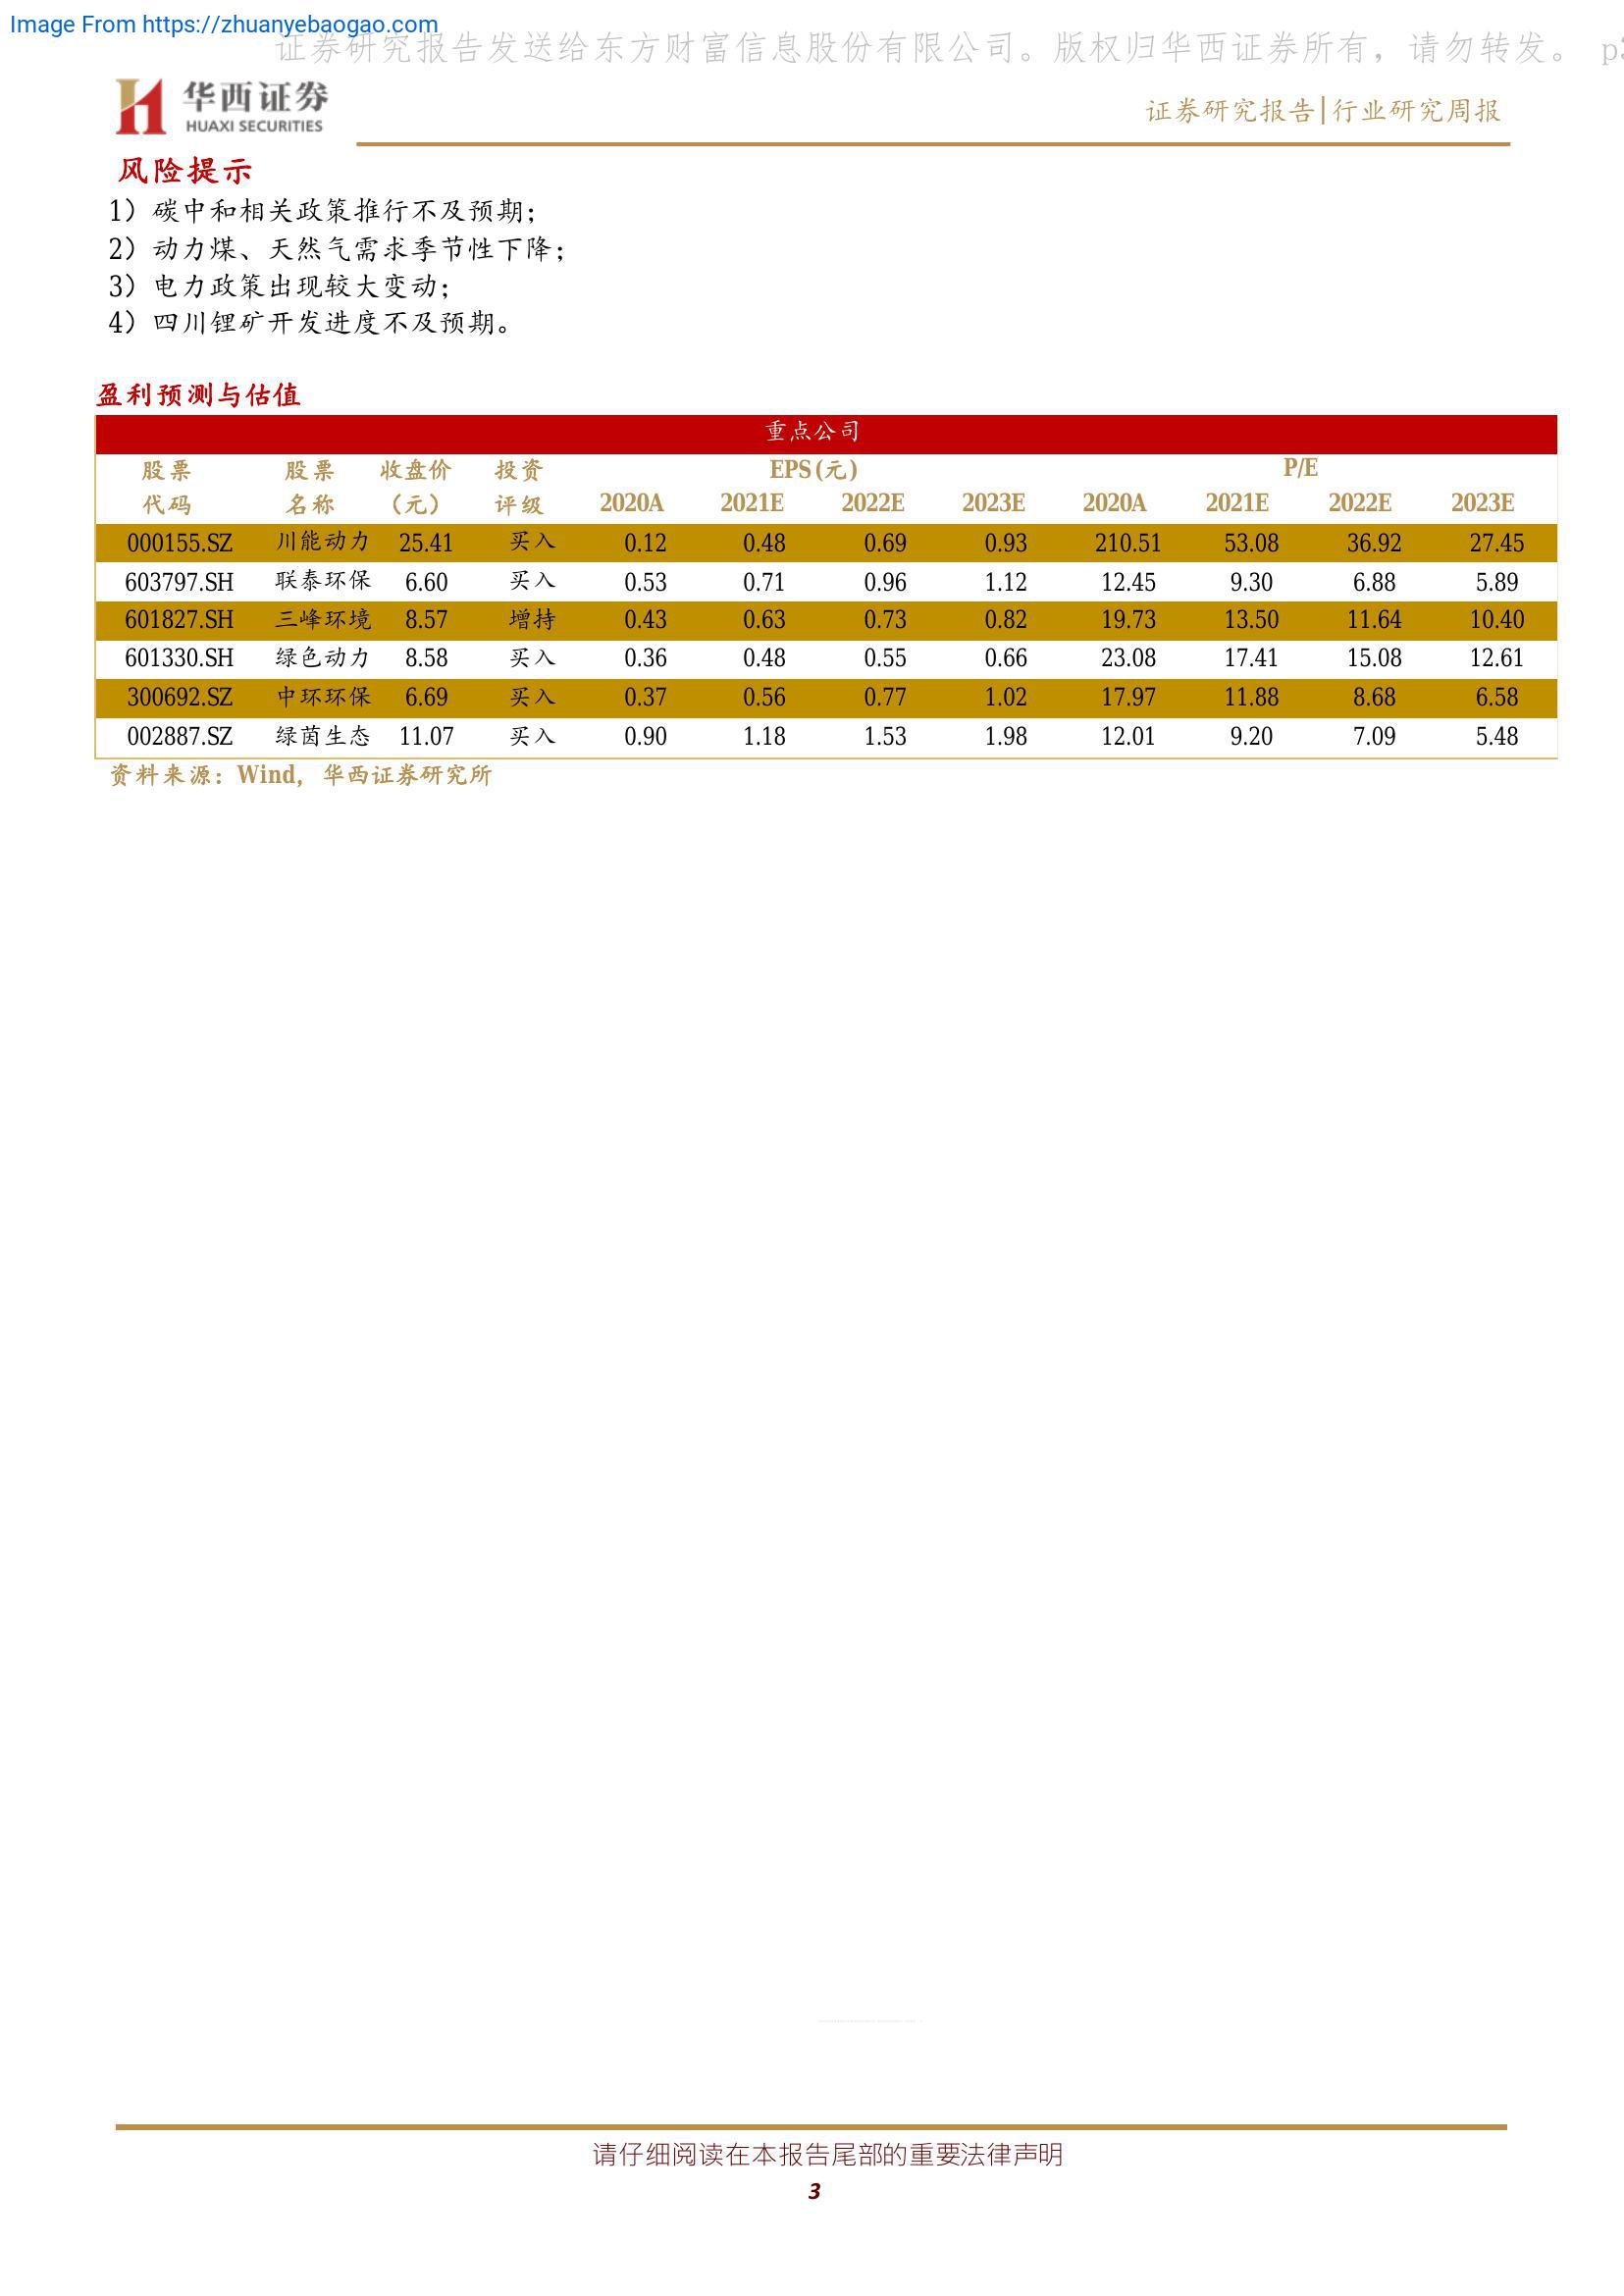 Image From https://zhuanyebaogao.com
证券研究报告发送给东方财富信息股份有限公司。版权归华西证券所有，请勿转发。 p3
华西证券
HUAXI SECURITIES
证券研究报告|行业研究周报
风险提示
1）碳中和相关政策推行不及预期；
2）动力煤、天然气需求季节性下降；
3）电力政策出现较大变动；
4）四川锂矿开发进度不及预期。
盈利预测与估值
重点公司
股票 股票 收盘价 投资 EPS(元) P/E
代码 名称 （元） 评级 2020A 2021E 2022E 2023E 2020A 2021E 2022E 2023E
000155.SZ 川能动力 25.41 买入 0.12 0.48 0.69 0.93 210.51 53.08 36.92 27.45
603797.SH 联泰环保 6.60 买入 0.53 0.71 0.96 1.12 12.45 9.30 6.88 5.89
601827.SH 三峰环境 8.57 增持 0.43 0.63 0.73 0.82 19.73 13.50 11.64 10.40
601330.SH 绿色动力 8.58 买入 0.36 0.48 0.55 0.66 23.08 17.41 15.08 12.61
300692.SZ 中环环保 6.69 买入 0.37 0.56 0.77 1.02 17.97 11.88 8.68 6.58
002887.SZ 绿茵生态 11.07 买入 0.90 1.18 1.53 1.98 12.01 9.20 7.09 5.48
资料来源：Wind，华西证券研究所
请仔细阅读在本报告尾部的重要法律声明
3